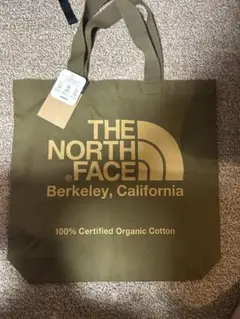 THE
NORTH
FACE
Berkeley, California
100% Certified Organic Cotton